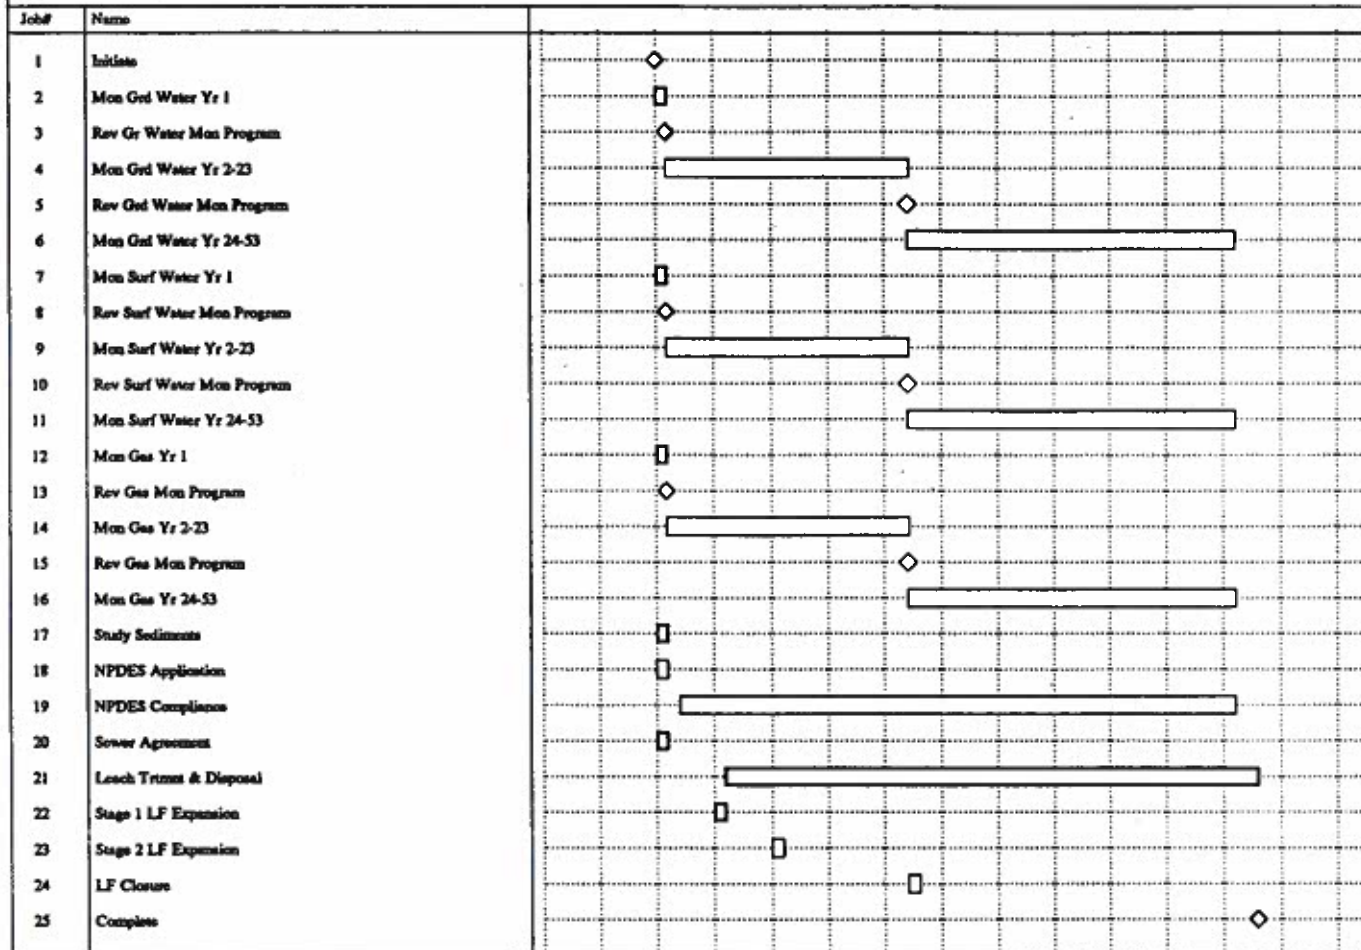 Job# Name
1 Initiate
2 Mon Grd Water Yr 1
3 Rev Gr Water Mon Program
4 Mon Grd Water Yr 2-23
5 Rev Grd Water Mon Program
6 Mon Grd Water Yr 24-53
7 Mon Surf Water Yr 1
8 Rev Surf Water Mon Program
9 Mon Surf Water Yr 2-23
10 Rev Surf Water Mon Program
11 Mon Surf Water Yr 24-53
12 Mon Gas Yr 1
13 Rev Gas Mon Program
14 Mon Gas Yr 2-23
15 Rev Gas Mon Program
16 Mon Gas Yr 24-53
17 Study Sediments
18 NPDES Application
19 NPDES Compliance
20 Sewer Agreement
21 Leach Trtmnt & Disposal
22 Stage 1 LF Expansion
23 Stage 2 LF Expansion
24 LF Closure
25 Complete